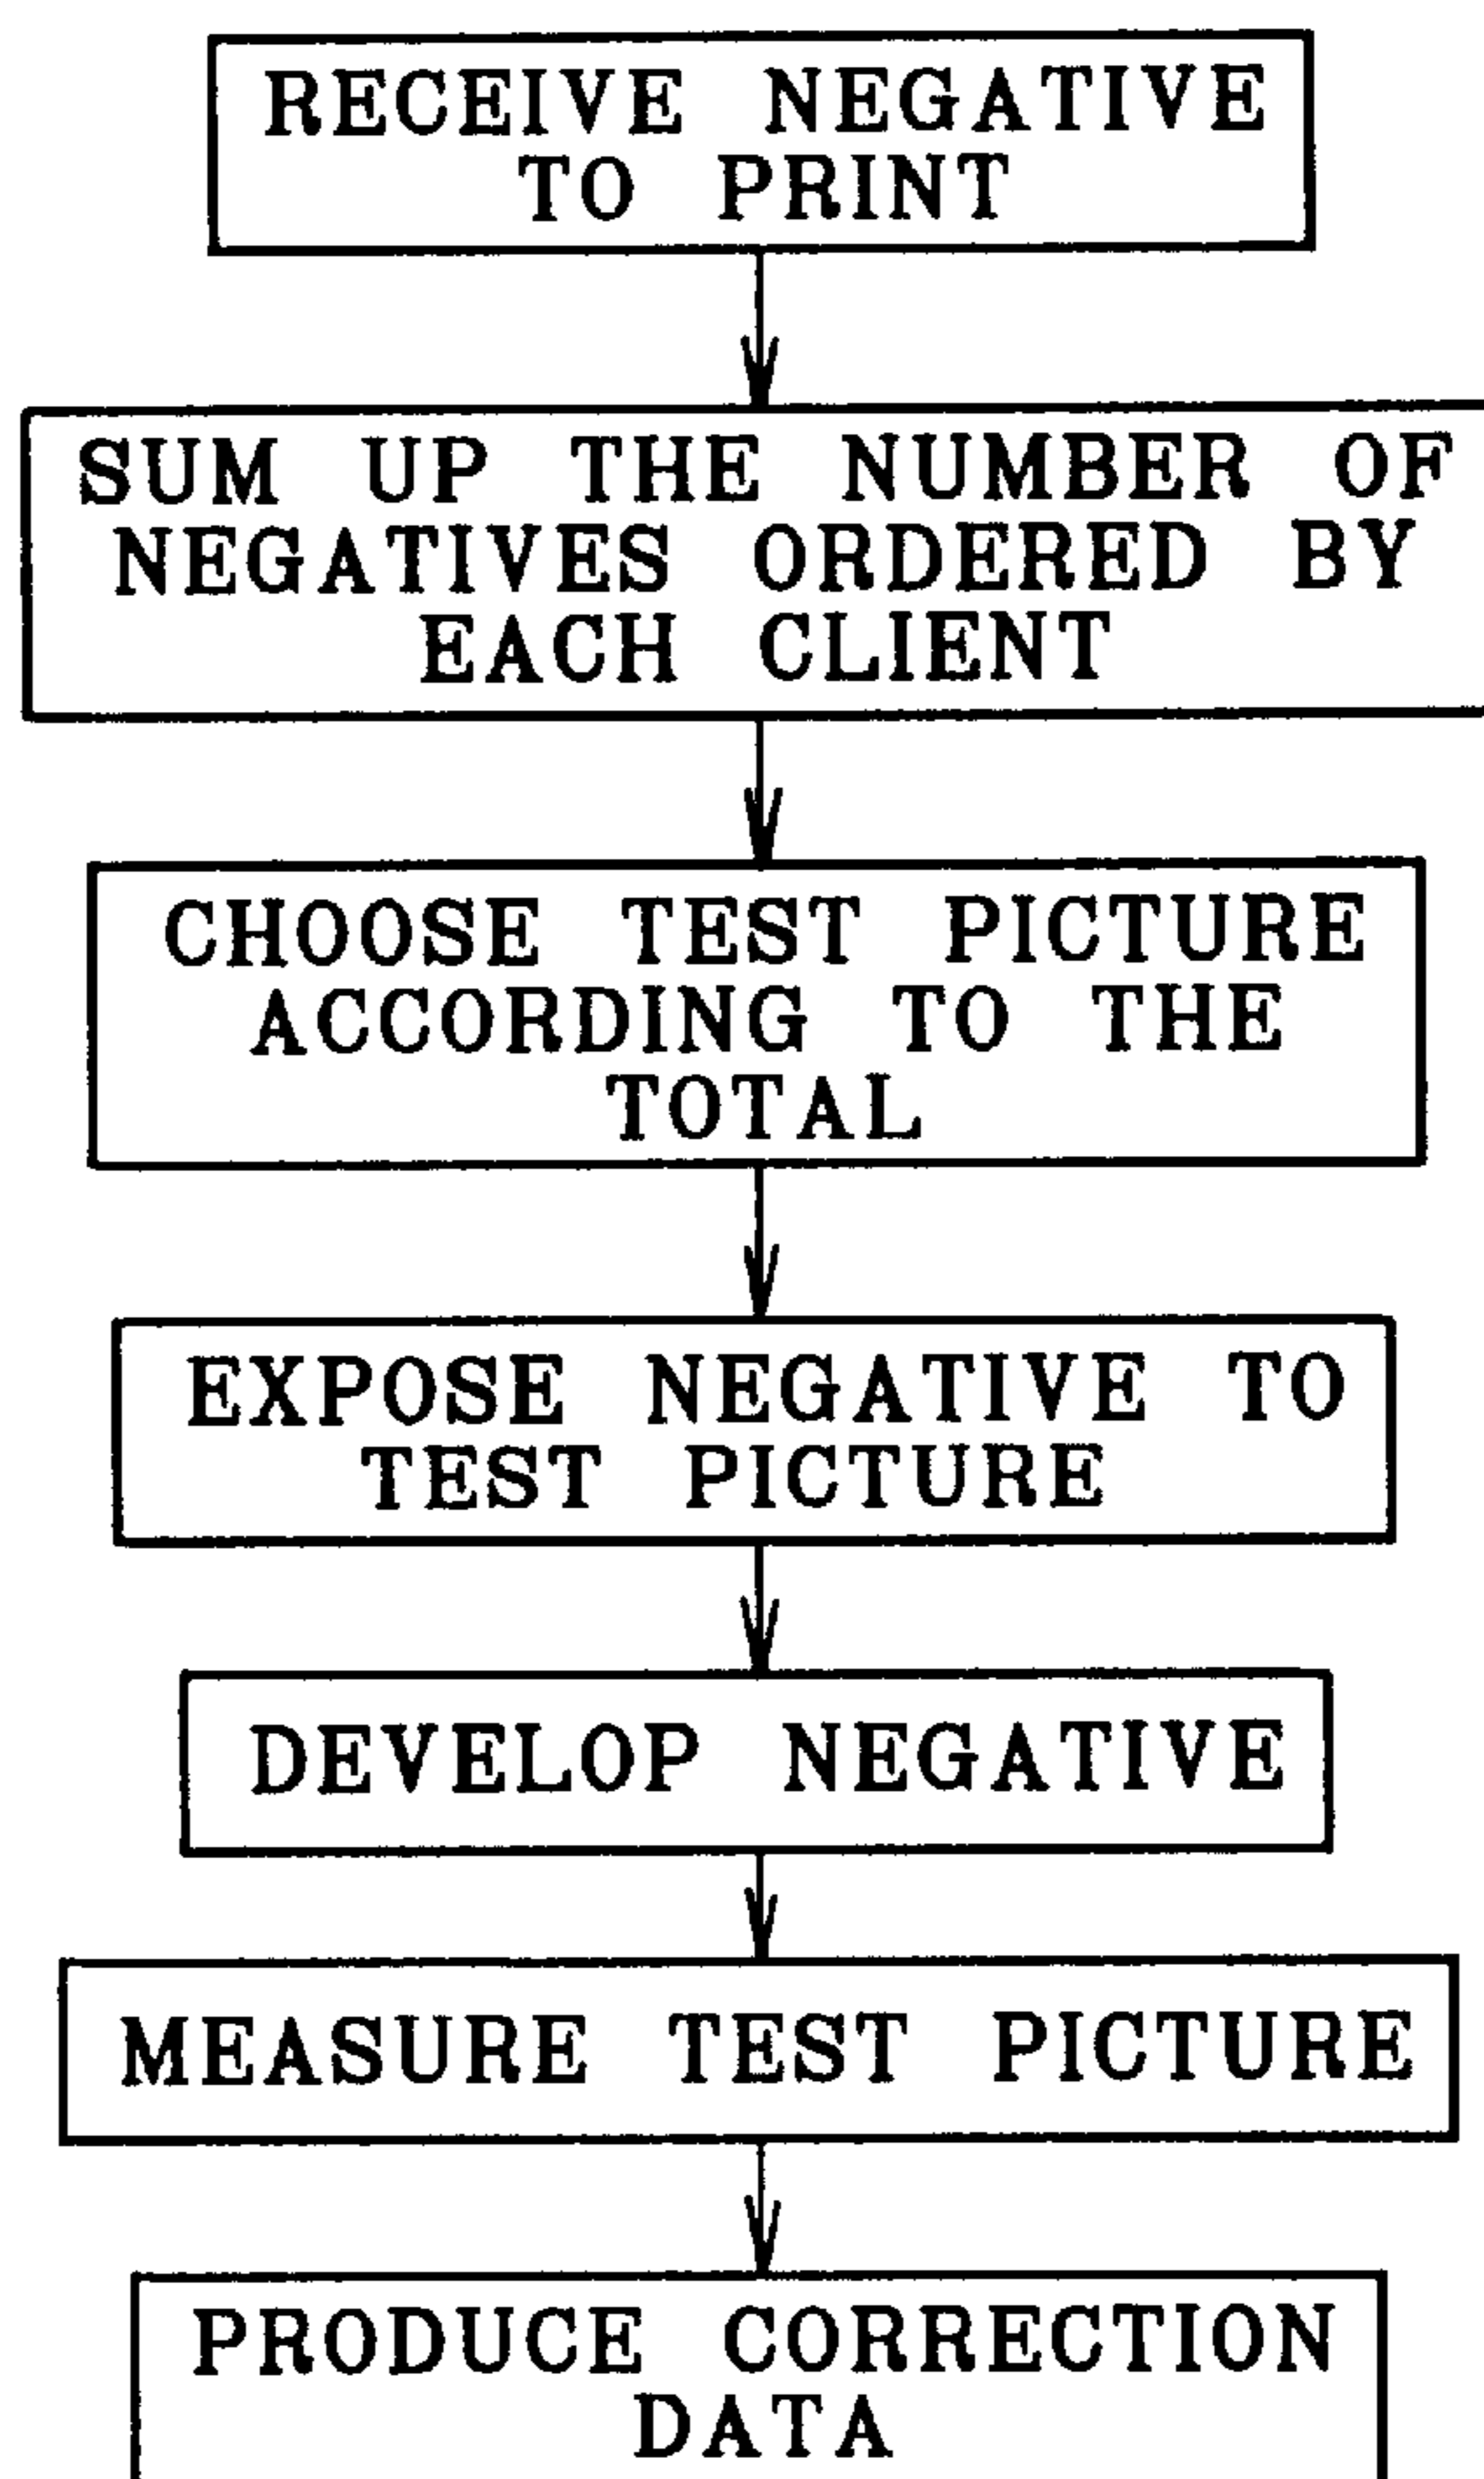 RECEIVE NEGATIVE
TO PRINT
SUM UP THE NUMBER OF
NEGATIVES ORDERED BY
EACH CLIENT
CHOOSE TEST PICTURE
ACCORDING TO THE
TOTAL
EXPOSE NEGATIVE TO
TEST PICTURE
DEVELOP NEGATIVE
MEASURE TEST PICTURE
PRODUCE CORRECTION
DATA